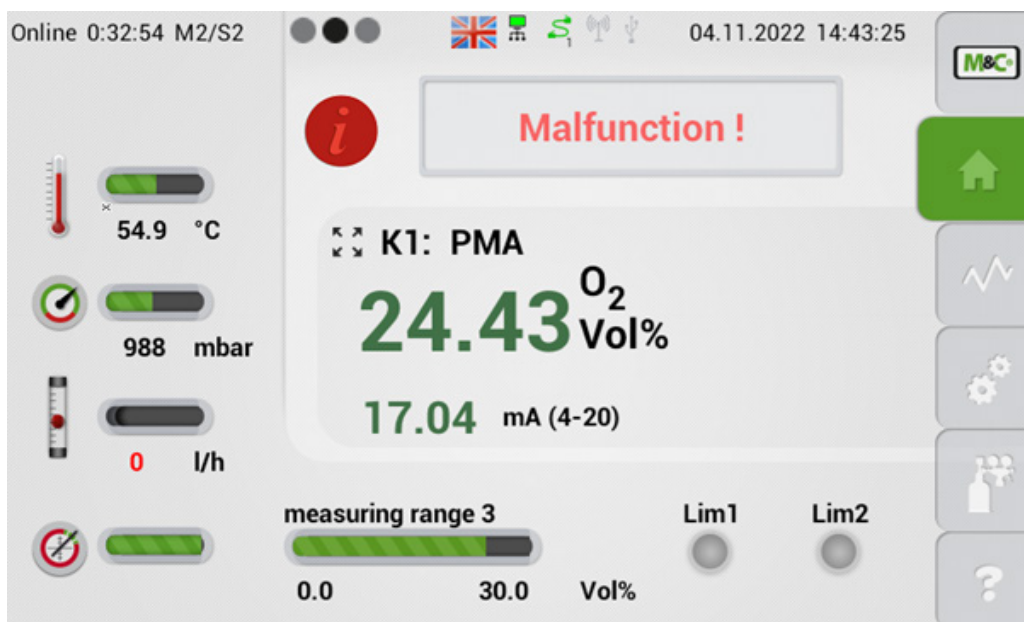 Online 0:32:54 M2/S2
1
04.11.2022 14:43:25
M&C
i
Malfunction !
54.9 °C
988 mbar
0 l/h
K1: PMA
24.43 O2 Vol%
17.04 mA (4-20)
measuring range 3
0.0 30.0 Vol%
Lim1 Lim2
?